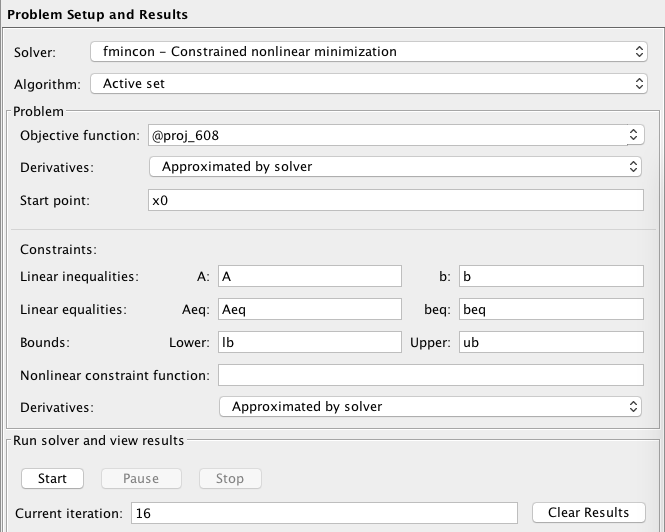 Problem Setup and Results
Solver: fmincon - Constrained nonlinear minimization
Algorithm: Active set
Problem
Objective function: @proj_608
Derivatives: Approximated by solver
Start point: x0
Constraints:
Linear inequalities: A: A b: b
Linear equalities: Aeq: Aeq beq: beq
Bounds: Lower: lb Upper: ub
Nonlinear constraint function:
Derivatives: Approximated by solver
Run solver and view results
Start Pause Stop
Current iteration: 16 Clear Results